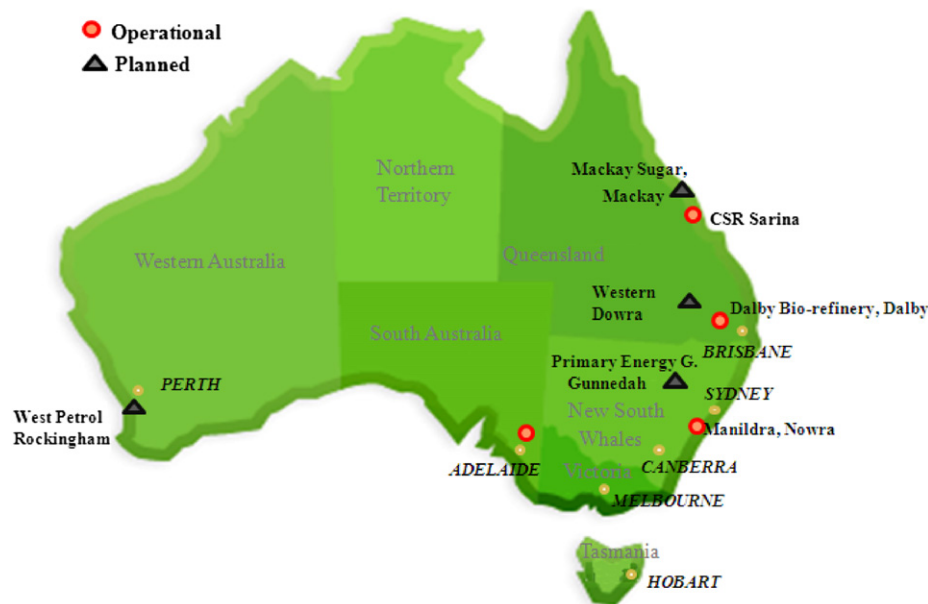 Operational
Planned
Northern
Territory
Mackay Sugar,
Mackay
CSR Sarina
Western Australia
Queensland
Western
Dowra
Dalby Bio-refinery, Dalby
South Australia
BRISBANE
Primary Energy G.
Gunnedah
PERTH
SYDNEY
West Petrol
Rockingham
New South
Whales
Manildra, Nowra
ADELAIDE
CANBERRA
Victoria
MELBOURNE
Tasmania
HOBART